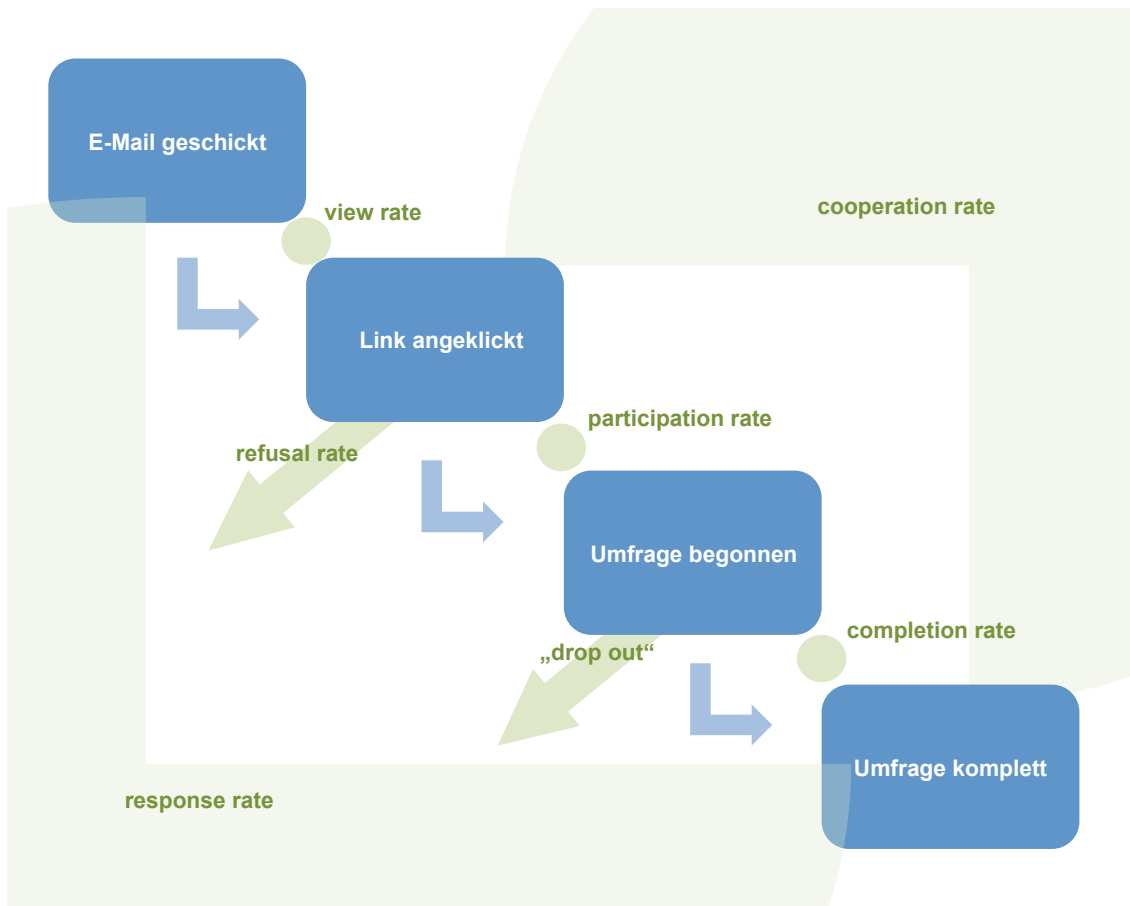 E-Mail geschickt
view rate
cooperation rate
Link angeklickt
participation rate
refusal rate
Umfrage begonnen
completion rate
„drop out“
Umfrage komplett
response rate